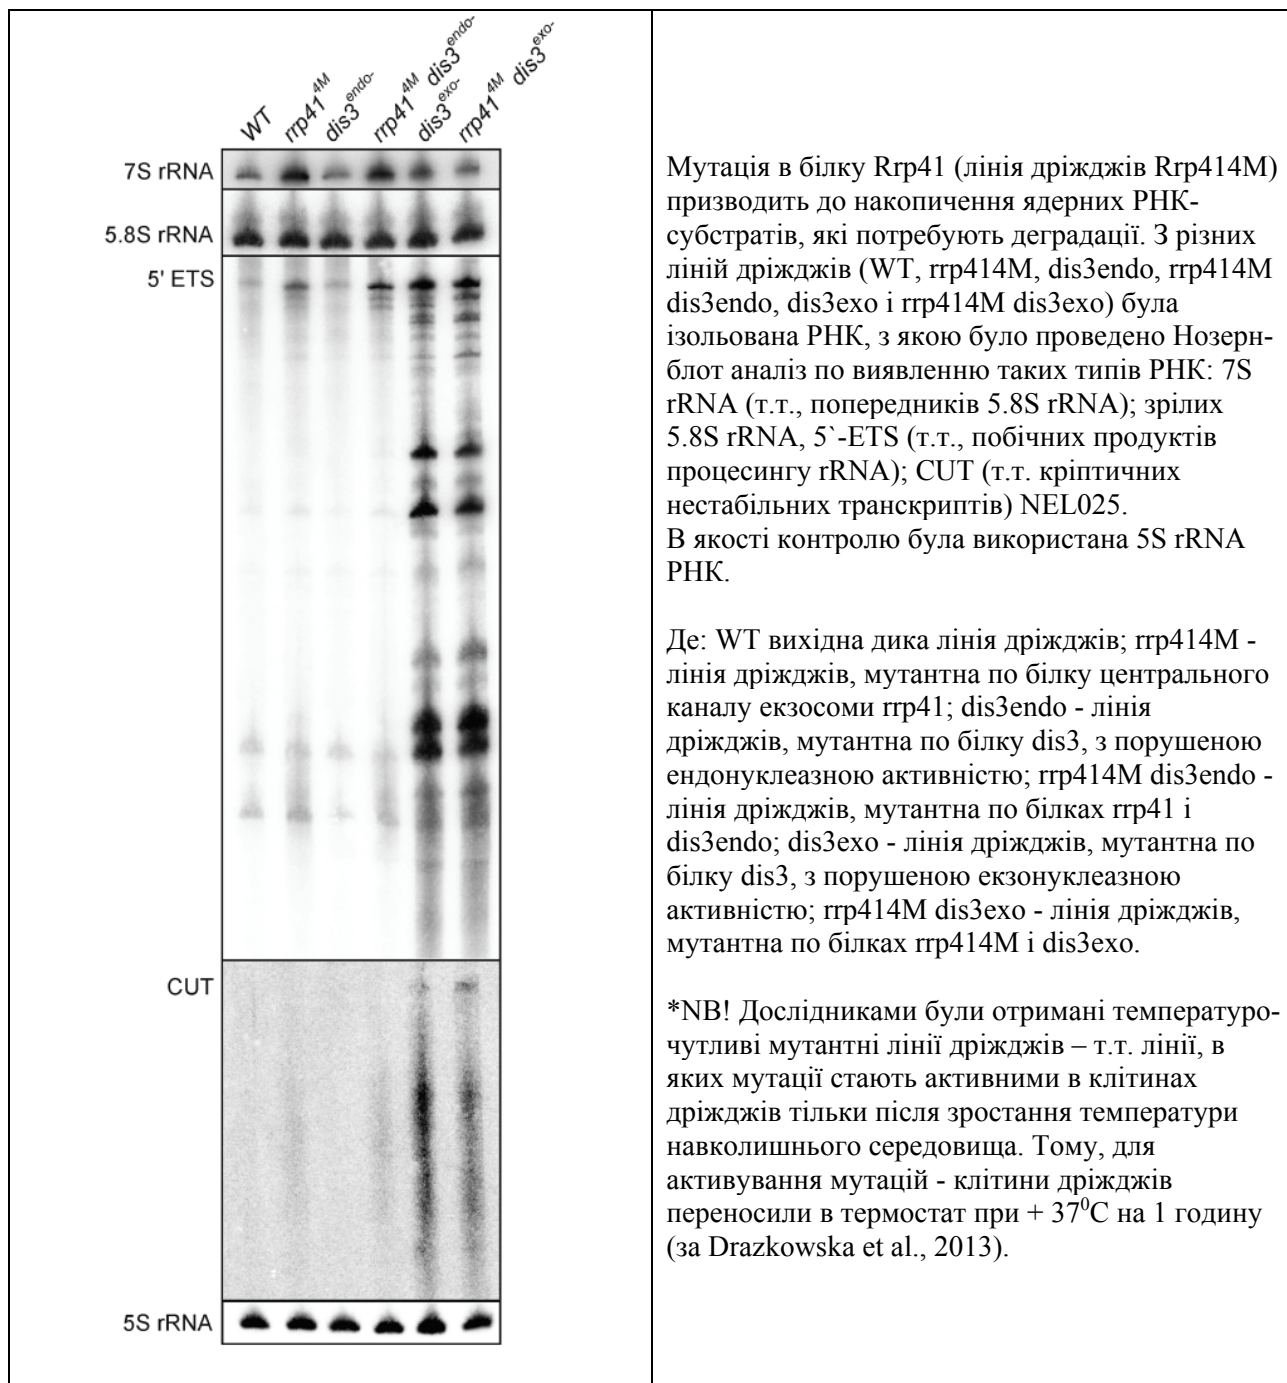 WT
rrp41^4M
dis3^endo-
rrp41^4M dis3^endo-
dis3^exo-
rrp41^4M dis3^exo-
7S rRNA
5.8S rRNA
5' ETS
CUT
5S rRNA
Мутація в білку Rrp41 (лінія дріжджів Rrp414M)
призводить до накопичення ядерних РНК-
субстратів, які потребують деградації. З різних
ліній дріжджів (WT, rrp414M, dis3endo, rrp414M
dis3endo, dis3exo і rrp414M dis3exo) була
ізольована РНК, з якою було проведено Нозерн-
блот аналіз по виявленню таких типів РНК: 7S
rRNA (т.т., попередників 5.8S rRNA); зрілих
5.8S rRNA, 5`-ETS (т.т., побічних продуктів
процесингу rRNA); CUT (т.т. кріптичних
нестабільних транскриптів) NEL025.
В якості контролю була використана 5S rRNA
РНК.
Де: WT вихідна дика лінія дріжджів; rrp414M -
лінія дріжджів, мутантна по білку центрального
каналу екзосоми rrp41; dis3endo - лінія
дріжджів, мутантна по білку dis3, з порушеною
ендонуклеазною активністю; rrp414M dis3endo -
лінія дріжджів, мутантна по білках rrp41 і
dis3endo; dis3exo - лінія дріжджів, мутантна по
білку dis3, з порушеною екзонуклеазною
активністю; rrp414M dis3exo - лінія дріжджів,
мутантна по білках rrp414M і dis3exo.
*NB! Дослідниками були отримані температуро-
чутливі мутантні лінії дріжджів – т.т. лінії, в
яких мутації стають активними в клітинах
дріжджів тільки після зростання температури
навколишнього середовища. Тому, для
активування мутацій - клітини дріжджів
переносили в термостат при + 37⁰С на 1 годину
(за Drazkowska et al., 2013).